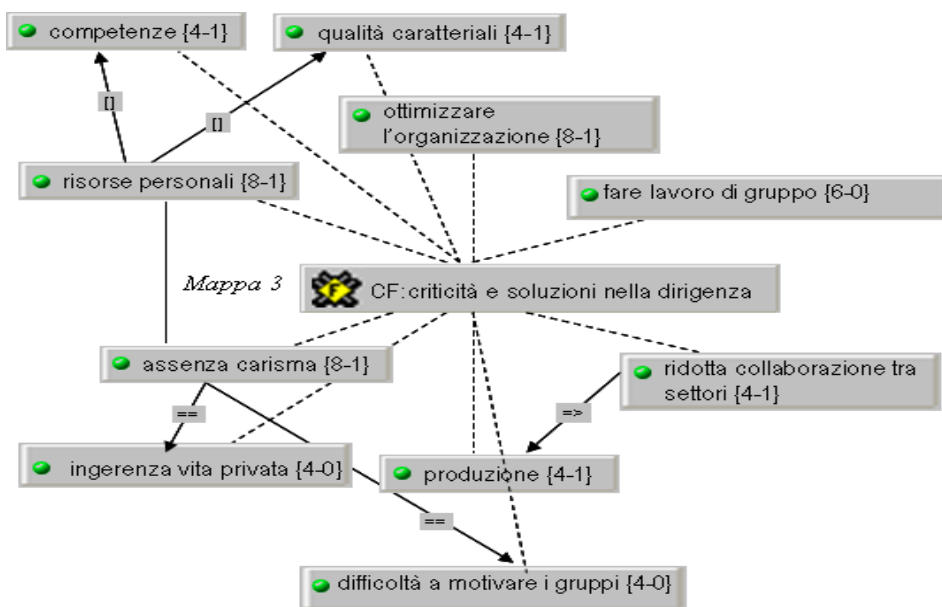 competenze {4-1}
qualità caratteriali {4-1}
ottimizzare
l'organizzazione {8-1}
[]
[]
risorse personali {8-1}
fare lavoro di gruppo {6-0}
Mappa 3
CF:criticità e soluzioni nella dirigenza
assenza carisma {8-1}
ridotta collaborazione tra
settori {4-1}
==
=>
ingerenza vita privata {4-0}
produzione {4-1}
==
difficoltà a motivare i gruppi {4-0}